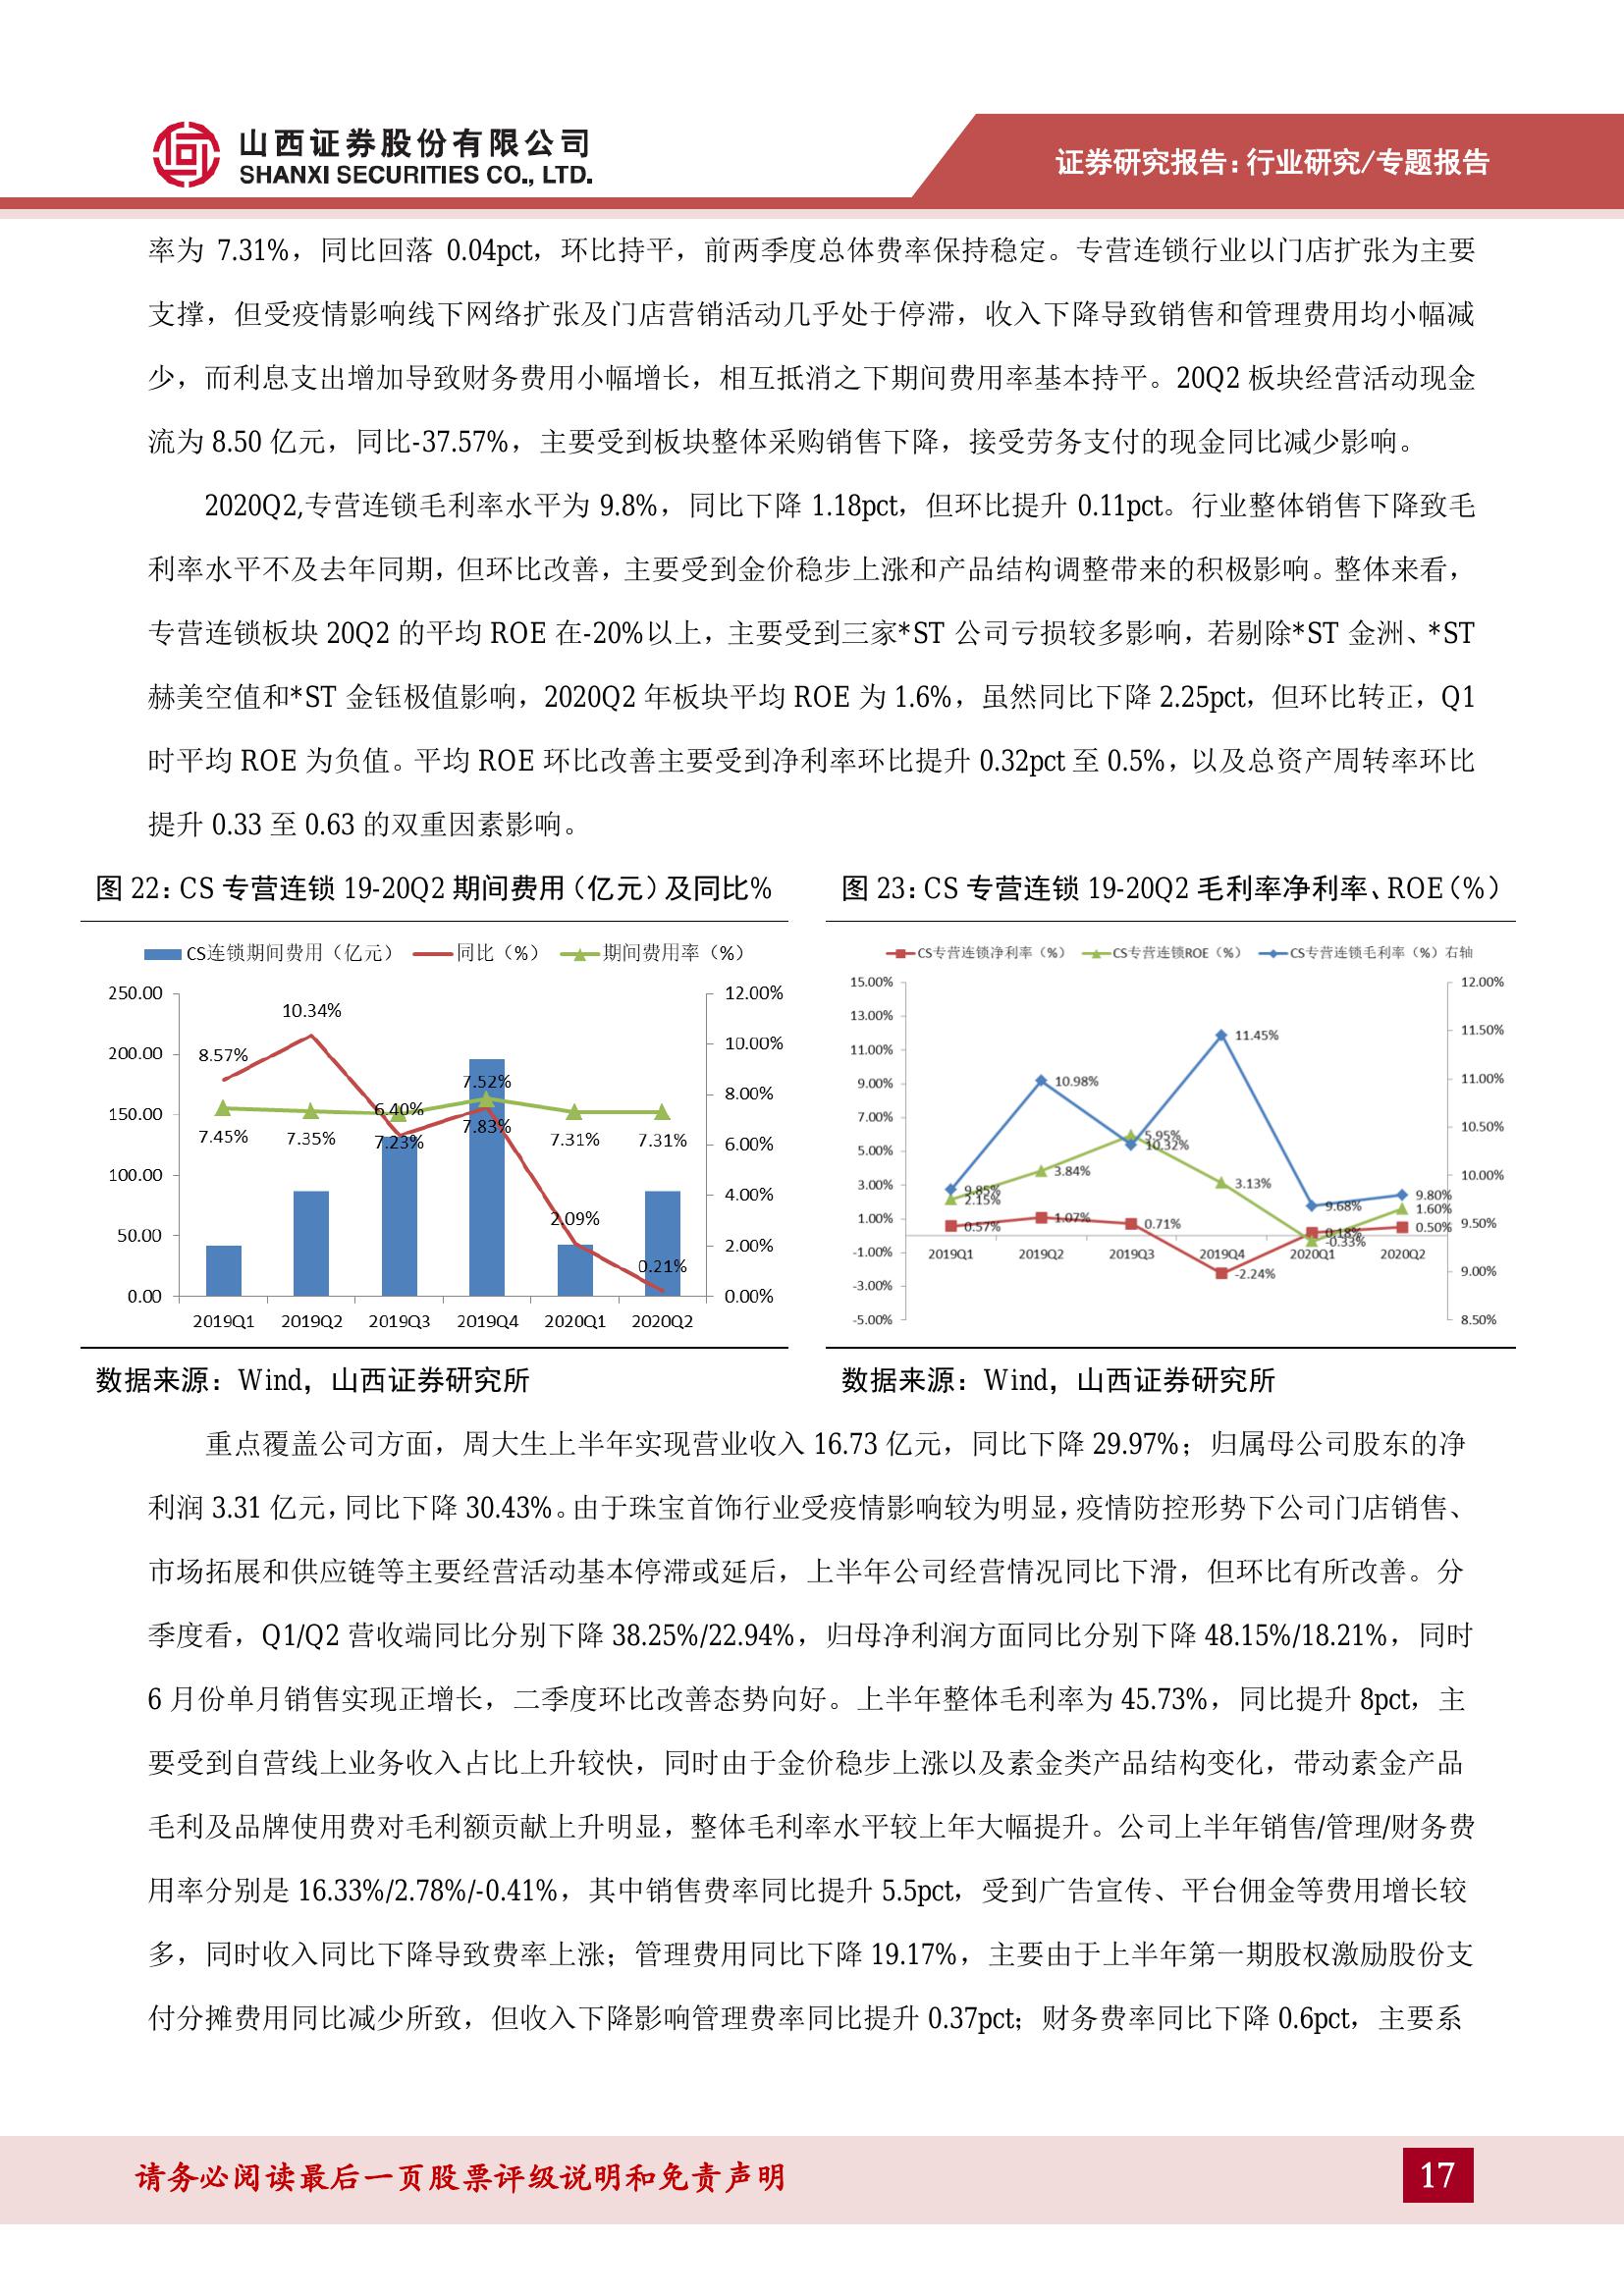 山西证券股份有限公司
SHANXI SECURITIES CO., LTD.
证券研究报告：行业研究/专题报告
率为 7.31%，同比回落 0.04pct，环比持平，前两季度总体费率保持稳定。专营连锁行业以门店扩张为主要
支撑，但受疫情影响线下网络扩张及门店营销活动几乎处于停滞，收入下降导致销售和管理费用均小幅减
少，而利息支出增加导致财务费用小幅增长，相互抵消之下期间费用率基本持平。20Q2 板块经营活动现金
流为 8.50 亿元，同比-37.57%，主要受到板块整体采购销售下降，接受劳务支付的现金同比减少影响。
2020Q2,专营连锁毛利率水平为 9.8%，同比下降 1.18pct，但环比提升 0.11pct。行业整体销售下降致毛
利率水平不及去年同期，但环比改善，主要受到金价稳步上涨和产品结构调整带来的积极影响。整体来看，
专营连锁板块 20Q2 的平均 ROE 在-20%以上，主要受到三家*ST 公司亏损较多影响，若剔除*ST 金洲、*ST
赫美空值和*ST 金钰极值影响，2020Q2 年板块平均 ROE 为 1.6%，虽然同比下降 2.25pct，但环比转正，Q1
时平均 ROE 为负值。平均 ROE 环比改善主要受到净利率环比提升 0.32pct 至 0.5%，以及总资产周转率环比
提升 0.33 至 0.63 的双重因素影响。
图 22：CS 专营连锁 19-20Q2 期间费用（亿元）及同比%
CS连锁期间费用（亿元） 同比（%） 期间费用率（%）
250.00
200.00
150.00
100.00
50.00
0.00
12.00%
10.00%
8.00%
6.00%
4.00%
2.00%
0.00%
8.57%
10.34%
6.40%
7.52%
2.09%
0.21%
7.45%
7.35%
7.23%
7.83%
7.31%
7.31%
2019Q1 2019Q2 2019Q3 2019Q4 2020Q1 2020Q2
数据来源：Wind，山西证券研究所
图 23：CS 专营连锁 19-20Q2 毛利率净利率、ROE（%）
CS专营连锁净利率（%） CS专营连锁ROE（%） CS专营连锁毛利率（%）右轴
15.00%
13.00%
11.00%
9.00%
7.00%
5.00%
3.00%
1.00%
-1.00%
-3.00%
-5.00%
12.00%
11.50%
11.00%
10.50%
10.00%
9.50%
9.00%
8.50%
9.85%
10.98%
10.32%
11.45%
9.68%
9.80%
2.15%
3.84%
5.95%
3.13%
-0.33%
1.60%
0.57%
1.07%
0.71%
-2.24%
0.18%
0.50%
2019Q1 2019Q2 2019Q3 2019Q4 2020Q1 2020Q2
数据来源：Wind，山西证券研究所
重点覆盖公司方面，周大生上半年实现营业收入 16.73 亿元，同比下降 29.97%；归属母公司股东的净
利润 3.31 亿元，同比下降 30.43%。由于珠宝首饰行业受疫情影响较为明显，疫情防控形势下公司门店销售、
市场拓展和供应链等主要经营活动基本停滞或延后，上半年公司经营情况同比下滑，但环比有所改善。分
季度看，Q1/Q2 营收端同比分别下降 38.25%/22.94%，归母净利润方面同比分别下降 48.15%/18.21%，同时
6 月份单月销售实现正增长，二季度环比改善态势向好。上半年整体毛利率为 45.73%，同比提升 8pct，主
要受到自营线上业务收入占比上升较快，同时由于金价稳步上涨以及素金类产品结构变化，带动素金产品
毛利及品牌使用费对毛利额贡献上升明显，整体毛利率水平较上年大幅提升。公司上半年销售/管理/财务费
用率分别是 16.33%/2.78%/-0.41%，其中销售费率同比提升 5.5pct，受到广告宣传、平台佣金等费用增长较
多，同时收入同比下降导致费率上涨；管理费用同比下降 19.17%，主要由于上半年第一期股权激励股份支
付分摊费用同比减少所致，但收入下降影响管理费率同比提升 0.37pct；财务费率同比下降 0.6pct，主要系
请务必阅读最后一页股票评级说明和免责声明
17